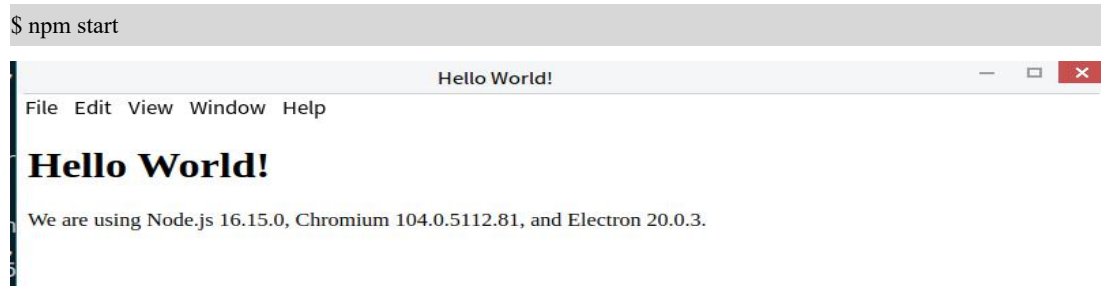 $ npm start
Hello World!
File Edit View Window Help
Hello World!
We are using Node.js 16.15.0, Chromium 104.0.5112.81, and Electron 20.0.3.